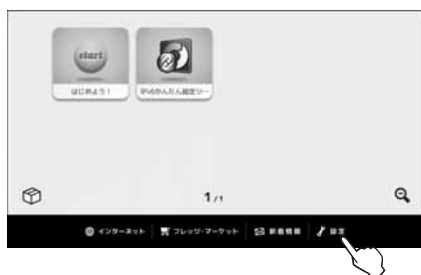 start
はじめよう!
IPv6かんたん設定ツ…
1/1
インターネット
フレッツ・マーケット
新着情報
設定